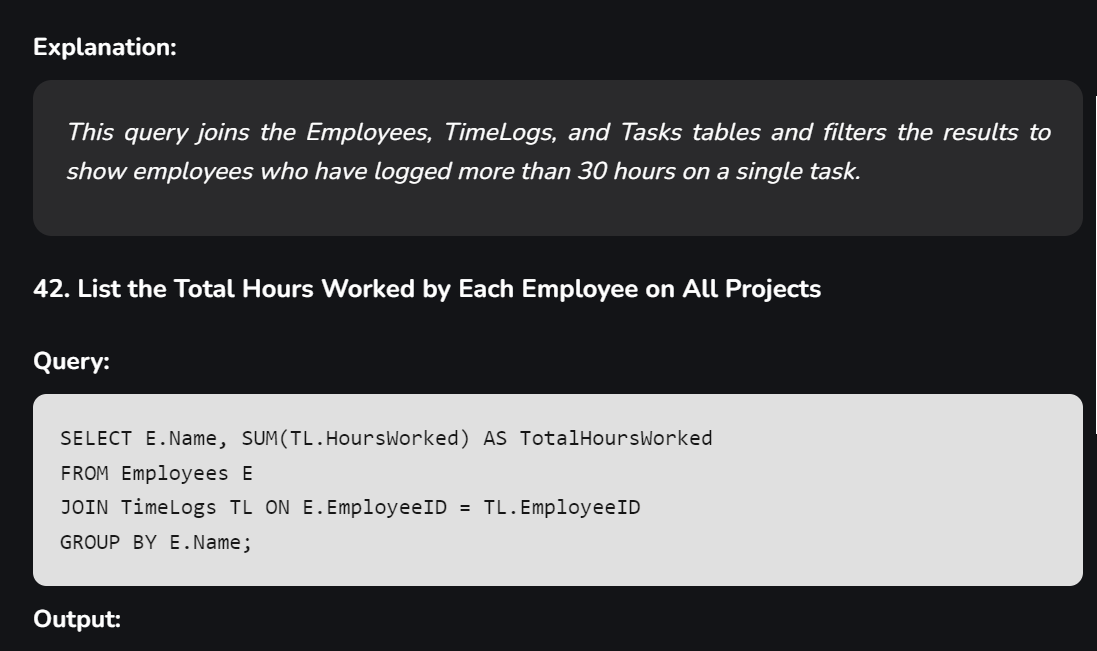 Explanation:
This query joins the Employees, TimeLogs, and Tasks tables and filters the results to
show employees who have logged more than 30 hours on a single task.
42. List the Total Hours Worked by Each Employee on All Projects
Query:
SELECT E.Name, SUM(TL.HoursWorked) AS TotalHoursWorked
FROM Employees E
JOIN TimeLogs TL ON E.EmployeeID = TL.EmployeeID
GROUP BY E.Name;
Output: